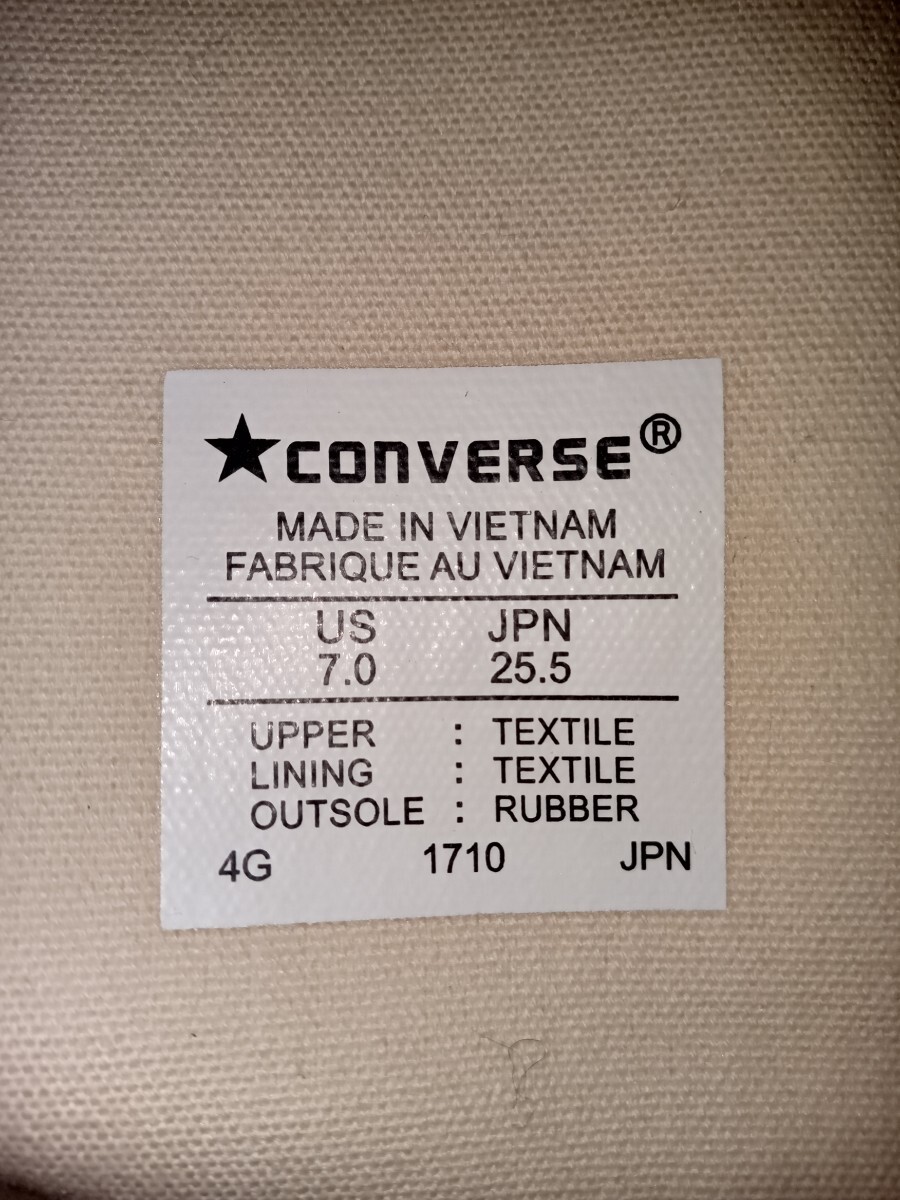 ★CONVERSE®
MADE IN VIETNAM
FABRIQUE AU VIETNAM
US JPN
7.0 25.5
UPPER : TEXTILE
LINING : TEXTILE
OUTSOLE : RUBBER
4G 1710 JPN